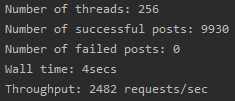 Number of threads: 256
Number of successful posts: 9930
Number of failed posts: 0
Wall time: 4secs
Throughput: 2482 requests/sec